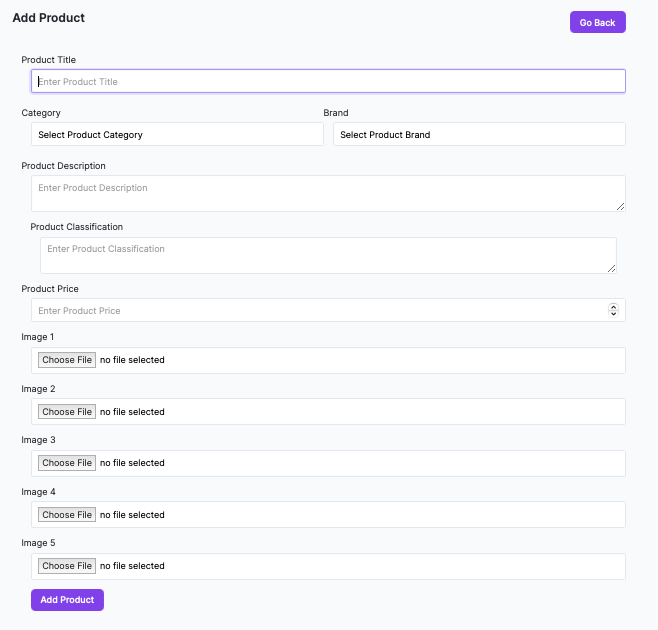 Add Product
Go Back
Product Title
Enter Product Title
Category
Brand
Select Product Category
Select Product Brand
Product Description
Enter Product Description
Product Classification
Enter Product Classification
Product Price
Enter Product Price
Image 1
Choose File no file selected
Image 2
Choose File no file selected
Image 3
Choose File no file selected
Image 4
Choose File no file selected
Image 5
Choose File no file selected
Add Product